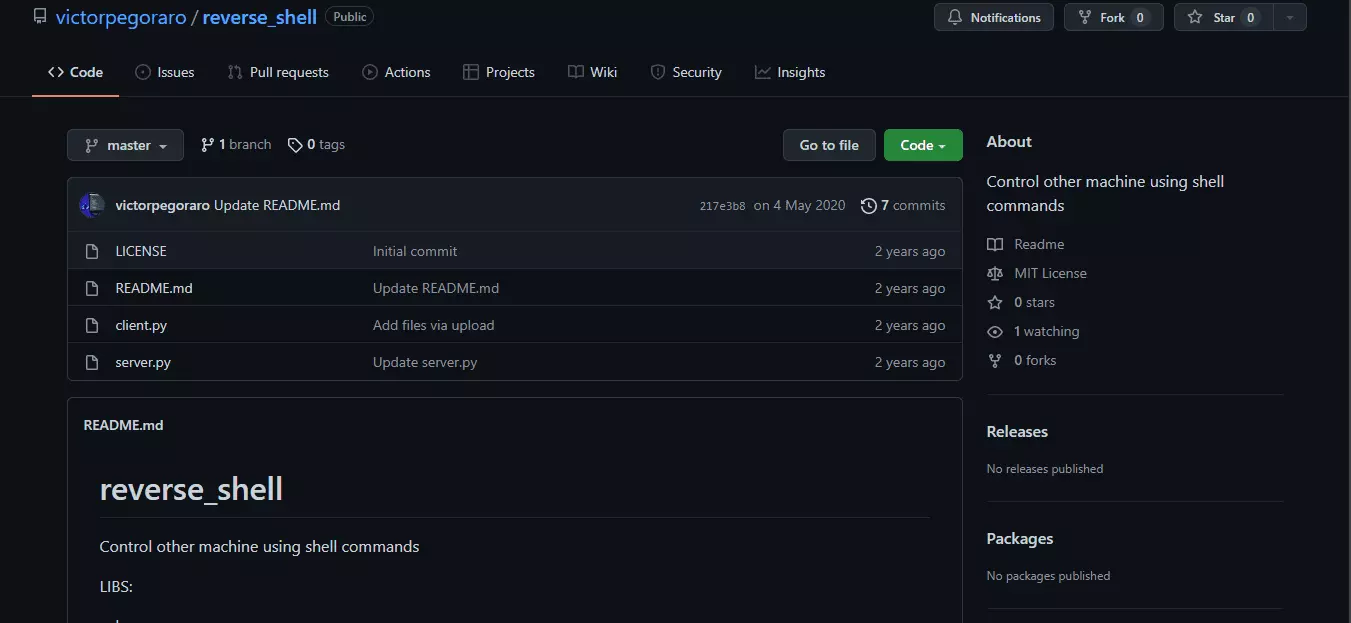 victorpegoraro / reverse_shell Public
Notifications Fork 0 Star 0
Code Issues Pull requests Actions Projects Wiki Security Insights
master 1 branch 0 tags Go to file Code
victorpegoraro Update README.md 217e3b8 on 4 May 2020 7 commits
LICENSE Initial commit 2 years ago
README.md Update README.md 2 years ago
client.py Add files via upload 2 years ago
server.py Update server.py 2 years ago
README.md
reverse_shell
Control other machine using shell commands
LIBS:
About
Control other machine using shell
commands
Readme
MIT License
0 stars
1 watching
0 forks
Releases
No releases published
Packages
No packages published